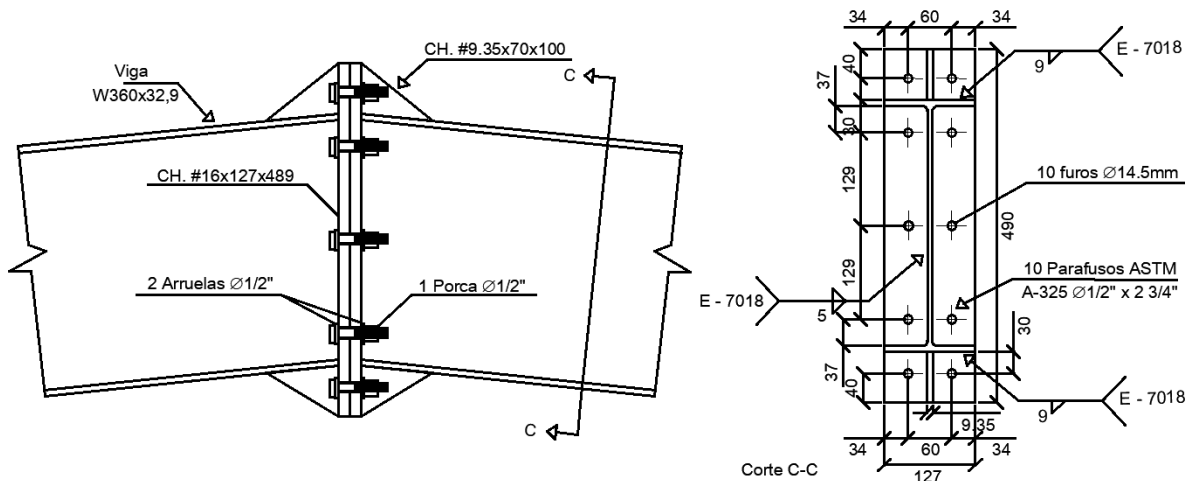 Viga
W360x32,9
CH. #9.35x70x100
C
CH. #16x127x489
2 Arruelas Ø1/2"
1 Porca Ø1/2"
C
34
60
34
40
37
30
129
129
5
37
40
E - 7018
9
E - 7018
10 furos Ø14.5mm
490
10 Parafusos ASTM
A-325 Ø1/2" x 2 3/4"
30
E - 7018
9
9.35
34
60
34
127
Corte C-C